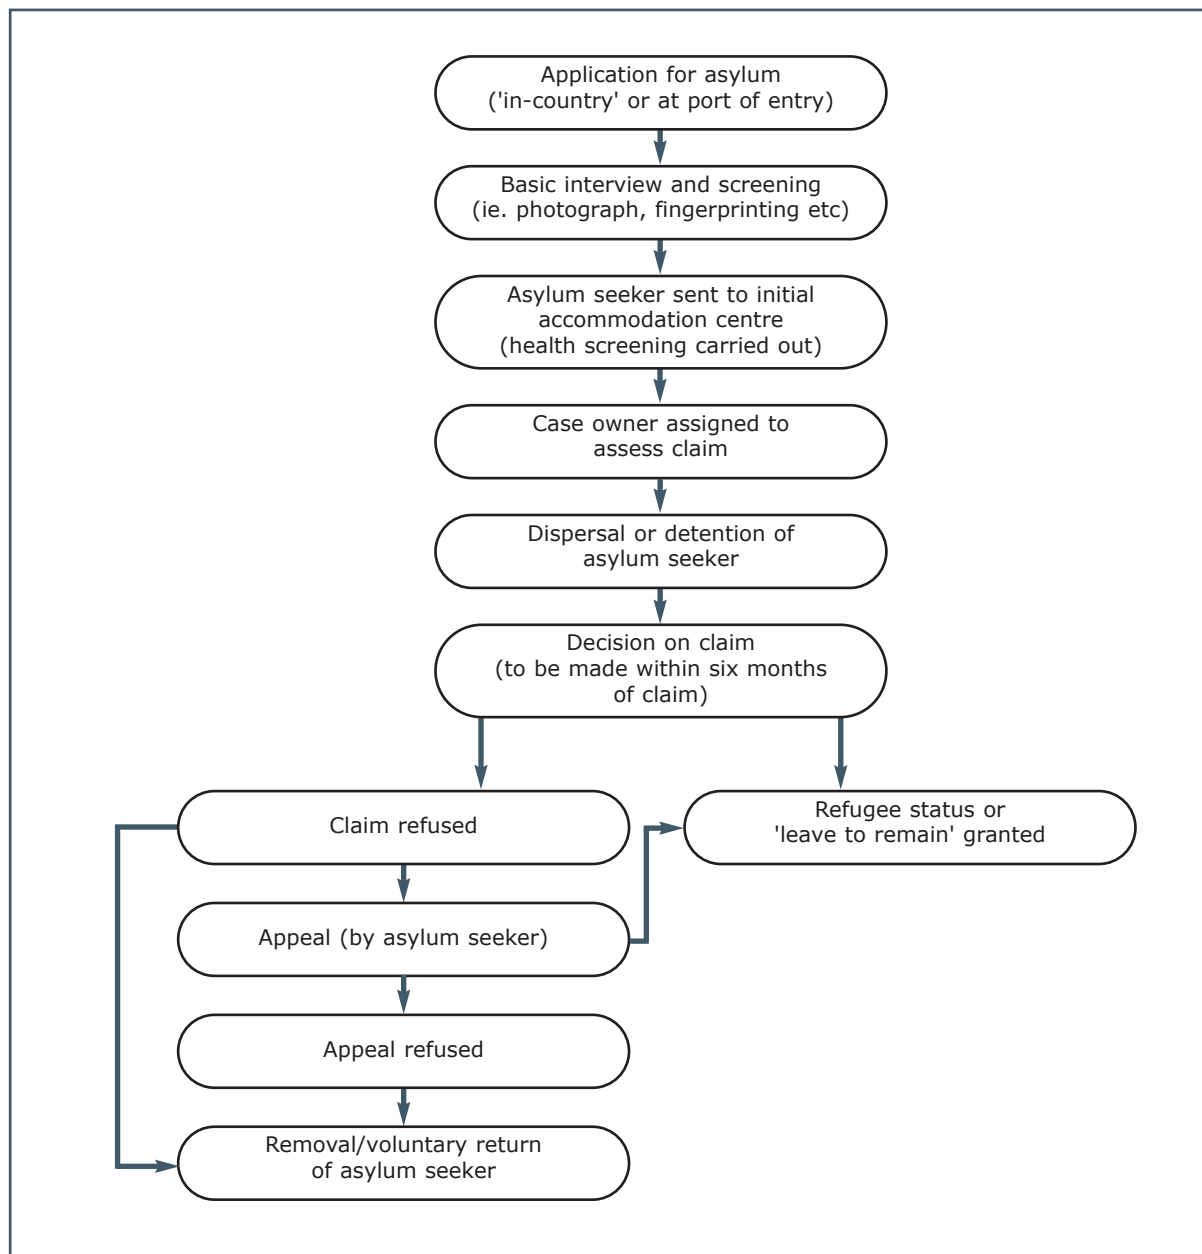 Application for asylum
('in-country' or at port of entry)
Basic interview and screening
(ie. photograph, fingerprinting etc)
Asylum seeker sent to initial
accommodation centre
(health screening carried out)
Case owner assigned to
assess claim
Dispersal or detention of
asylum seeker
Decision on claim
(to be made within six months
of claim)
Claim refused
Refugee status or
'leave to remain' granted
Appeal (by asylum seeker)
Appeal refused
Removal/voluntary return
of asylum seeker